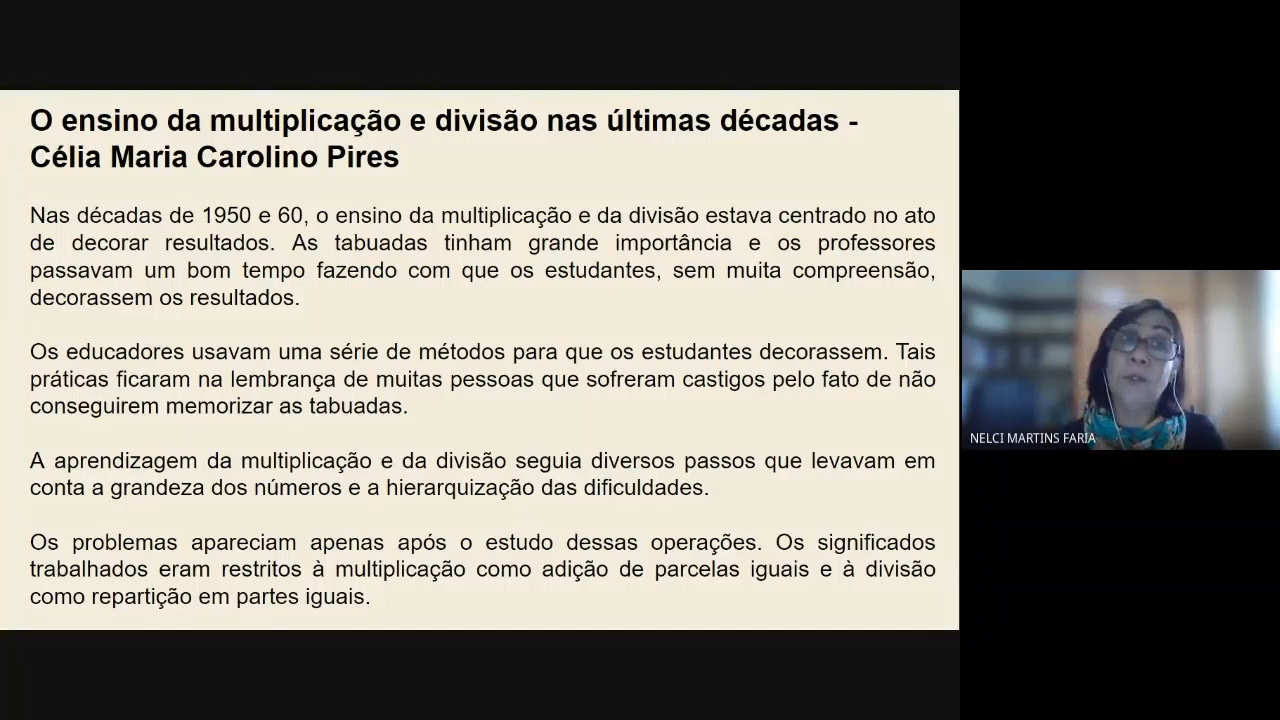 O ensino da multiplicação e divisão nas últimas décadas -
Célia Maria Carolino Pires
Nas décadas de 1950 e 60, o ensino da multiplicação e da divisão estava centrado no ato
de decorar resultados. As tabuadas tinham grande importância e os professores
passavam um bom tempo fazendo com que os estudantes, sem muita compreensão,
decorassem os resultados.
Os educadores usavam uma série de métodos para que os estudantes decorassem. Tais
práticas ficaram na lembrança de muitas pessoas que sofreram castigos pelo fato de não
conseguirem memorizar as tabuadas.
A aprendizagem da multiplicação e da divisão seguia diversos passos que levavam em
conta a grandeza dos números e a hierarquização das dificuldades.
Os problemas apareciam apenas após o estudo dessas operações. Os significados
trabalhados eram restritos à multiplicação como adição de parcelas iguais e à divisão
como repartição em partes iguais.
NELCI MARTINS FARIA